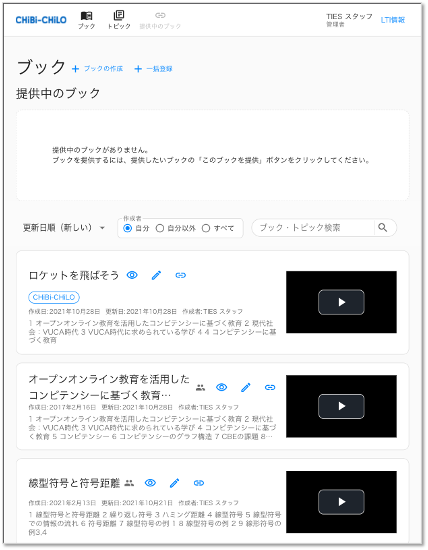 CHiBi-CHiLO
ブック
トピック
提供中のブック
TIES スタッフ
管理者
LTI情報
ブック
ブックの作成
一括登録
提供中のブック
提供中のブックがありません。
ブックを提供するには、提供したいブックの「このブックを提供」ボタンをクリックしてください。
更新日順（新しい）
作成者
自分
自分以外
すべて
ブック・トピック検索
ロケットを飛ばそう
CHiBi-CHiLO
作成日:2021年10月28日 更新日:2021年10月28日 作成者:TIES スタッフ
1 オープンオンライン教育を活用したコンピテンシーに基づく教育 2 現代社
会：VUCA時代 3 VUCA時代に求められている学び 4 4 コンピテンシーに基
づく教育
オープンオンライン教育を活用した
コンピテンシーに基づく教育…
作成日:2017年2月16日 更新日:2021年10月28日 作成者:TIES スタッフ
1 オープンオンライン教育を活用したコンピテンシーに基づく教育 2 現代社
会：VUCA時代 3 VUCA時代に求められている学び 4 コンピテンシーに基づ
く教育 5 コンピテンシー 6 コンピテンシーのグラフ構造 7 CBEの課題 8…
線型符号と符号距離
作成日:2021年2月13日 更新日:2021年10月21日 作成者:TIES スタッフ
1 線型符号と符号距離 2 繰り返し符号 3 ハミング距離 4 線型符号 5 線型符号
での情報の流れ 6 符号距離 7 線型符号の例 1 8 線型符号の例 2 9 線形符号の
例3,4